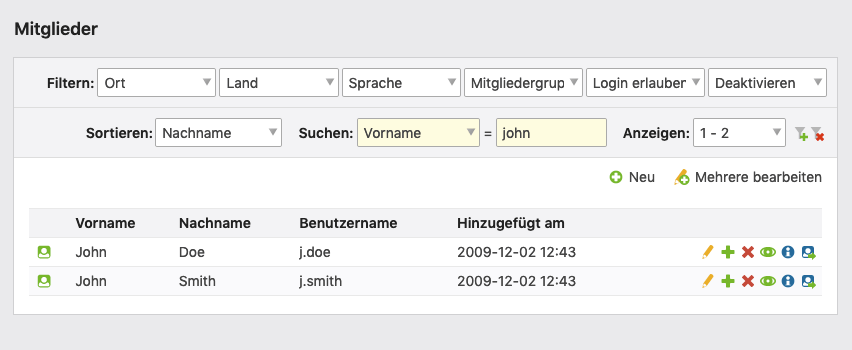 Mitglieder
Filtern: Ort Land Sprache Mitgliedergrup Login erlauben Deaktivieren
Sortieren: Nachname Suchen: Vorname = john Anzeigen: 1 - 2
Neu Mehrere bearbeiten
Vorname Nachname Benutzername Hinzugefügt am
John Doe j.doe 2009-12-02 12:43
John Smith j.smith 2009-12-02 12:43